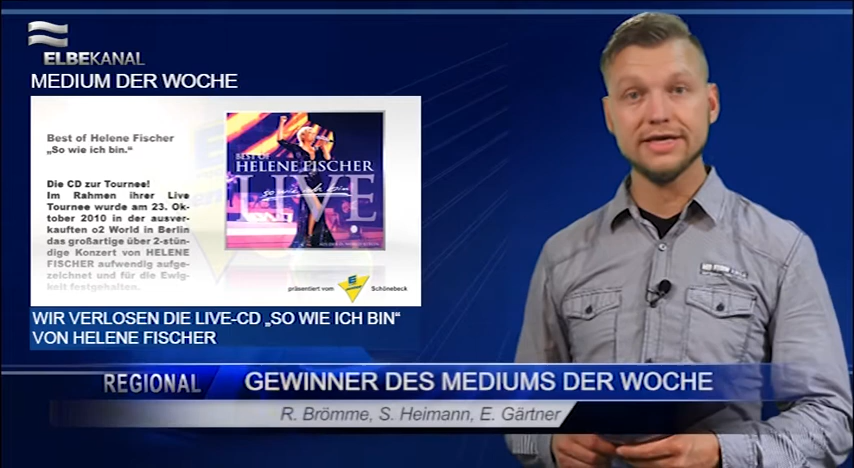 ELBEKANAL
MEDIUM DER WOCHE
Best of Helene Fischer
„So wie ich bin.“
Die CD zur Tournee!
Im Rahmen ihrer Live
Tournee wurde am 23. Ok-
tober 2010 in der ausver-
kauften o2 World in Berlin
das großartige über 2-stün-
dige Konzert von HELENE
FISCHER aufwendig aufge-
zeichnet und für die Ewig-
keit festgehalten.
BEST OF
HELENE FISCHER
LIVE
so wie ich bin
präsentiert vom
E
Schönebeck
WIR VERLOSEN DIE LIVE-CD „SO WIE ICH BIN“
VON HELENE FISCHER
REGIONAL
GEWINNER DES MEDIUMS DER WOCHE
R. Brömme, S. Heimann, E. Gärtner